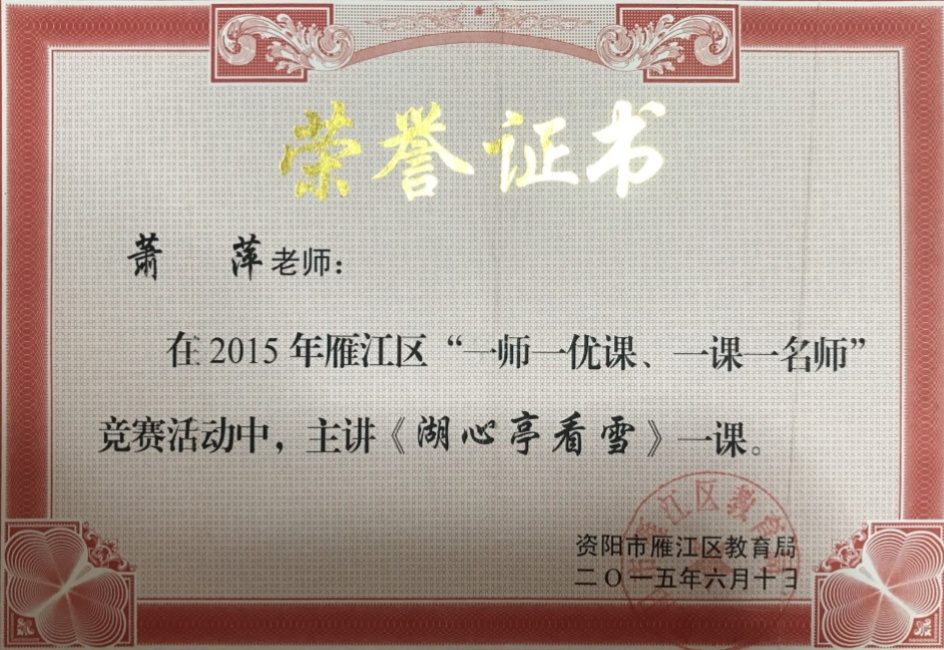 荣誉证书
萧 萍老师：
在2015年雁江区“一师一优课、一课一名师”
竞赛活动中，主讲《湖心亭看雪》一课。
资阳市雁江区教育局
二〇一五年六月十日